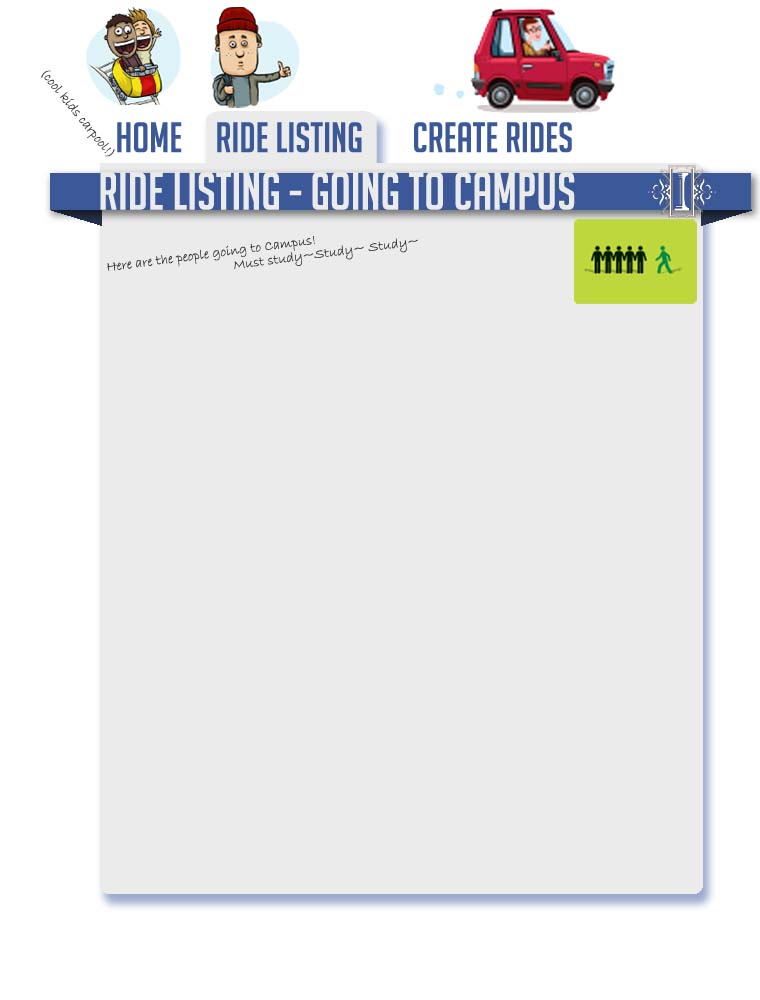 (cool kids carpool!)
HOME RIDE LISTING CREATE RIDES
RIDE LISTING - GOING TO CAMPUS
I
Here are the people going to Campus!
Must study~Study~ Study~